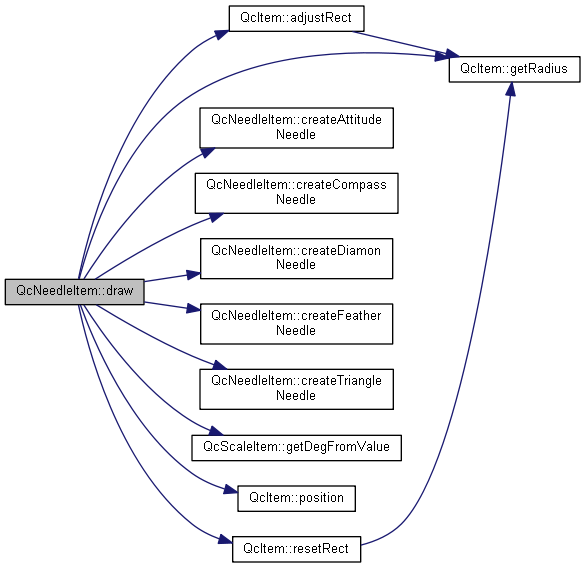 QcItem::adjustRect
QcItem::getRadius
QcNeedleItem::createAttitude
Needle
QcNeedleItem::createCompass
Needle
QcNeedleItem::createDiamon
Needle
QcNeedleItem::draw
QcNeedleItem::createFeather
Needle
QcNeedleItem::createTriangle
Needle
QcScaleItem::getDegFromValue
QcItem::position
QcItem::resetRect